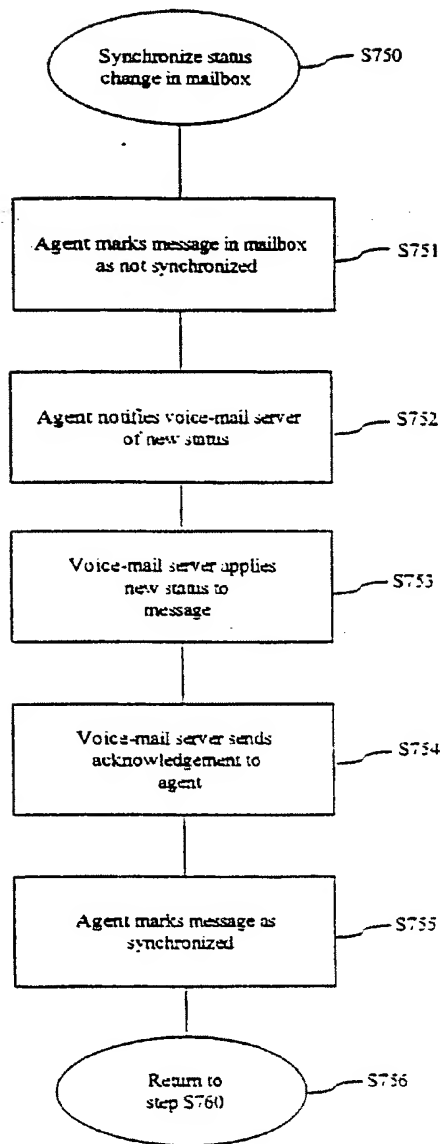 Synchronize status
change in mailbox
S750
Agent marks message in mailbox
as not synchronized
S751
Agent notifies voice-mail server
of new status
S752
Voice-mail server applies
new status to
message
S753
Voice-mail server sends
acknowledgement to
agent
S754
Agent marks message as
synchronized
S755
Return to
step S760
S756